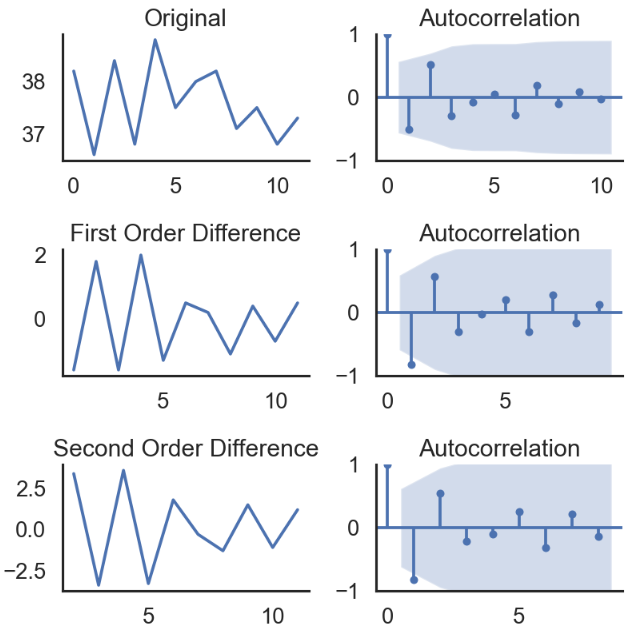 Original
38
37
0 5 10
Autocorrelation
1
0
−1
0 5 10
First Order Difference
2
0
5 10
Autocorrelation
1
0
−1
0 5
Second Order Difference
2.5
0.0
−2.5
5 10
Autocorrelation
1
0
−1
0 5